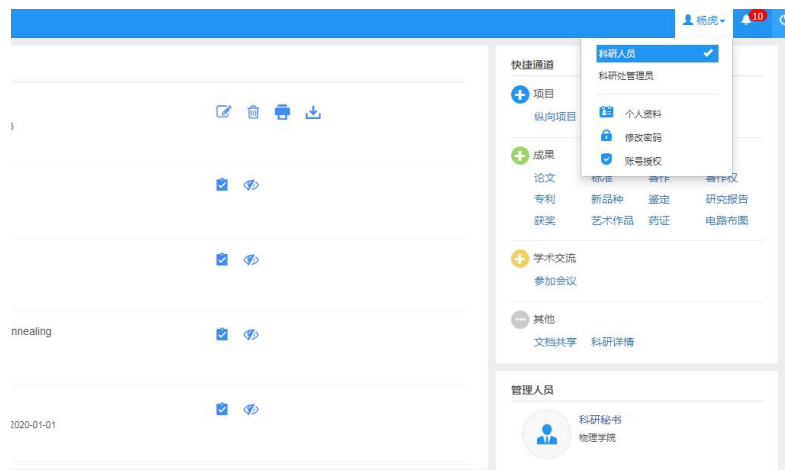 杨虎
10
科研人员
科研处管理员
个人资料
修改密码
账号授权
快捷通道
项目
纵向项目
成果
论文
专利 新品种 鉴定 研究报告
获奖 艺术作品 药证 电路布图
学术交流
参加会议
其他
文档共享 科研详情
nnealing
2020-01-01
管理人员
科研秘书
物理学院